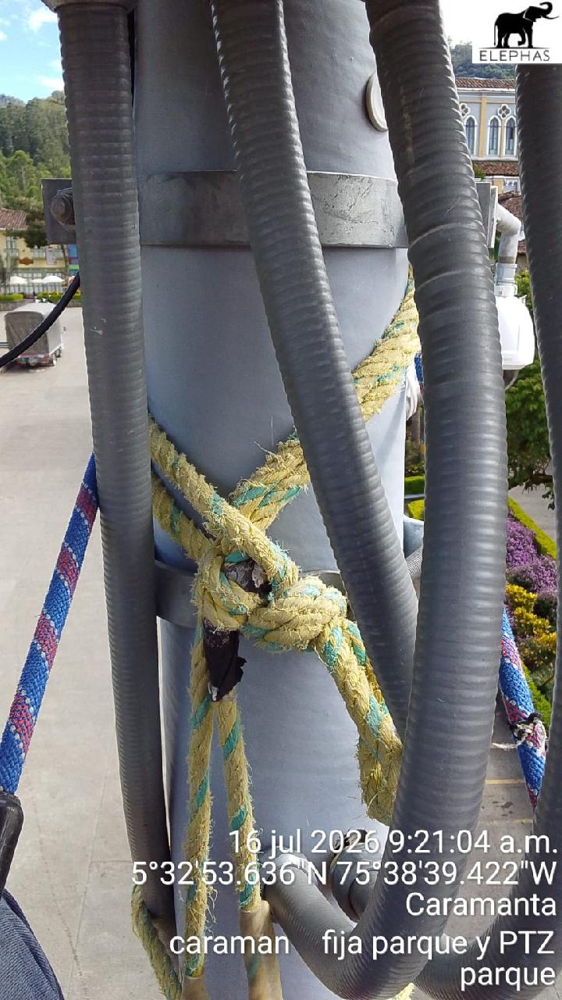 ELEPHAS
16 jul 2026 9:21:04 a.m.
5°32'53.636"N 75°38'39.422"W
Caramanta
caraman fija parque y PTZ
parque